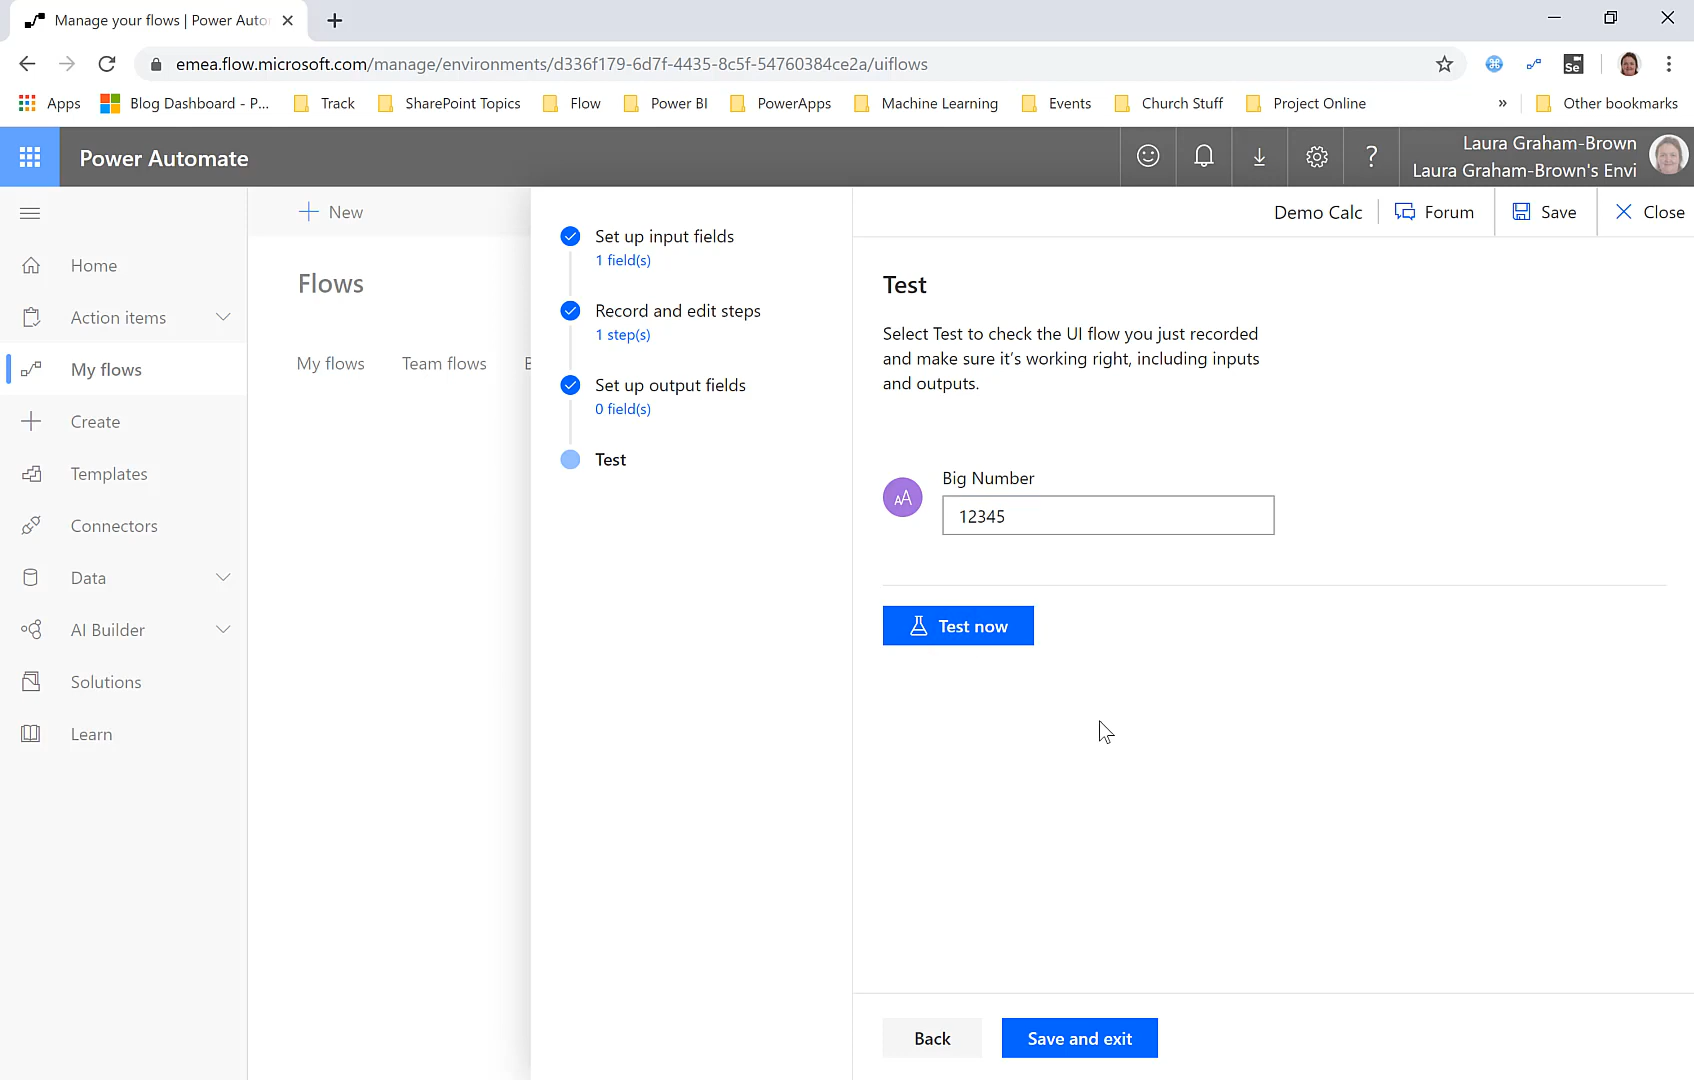 Manage your flows | Power Auto
emea.flow.microsoft.com/manage/environments/d336f179-6d7f-4435-8c5f-54760384ce2a/uiflows
Se
Apps
Blog Dashboard - P...
Track
SharePoint Topics
Flow
Power BI
PowerApps
Machine Learning
Events
Church Stuff
Project Online
»
Other bookmarks
Power Automate
?
Laura Graham-Brown
Laura Graham-Brown's Envi
Home
Action items
My flows
Create
Templates
Connectors
Data
AI Builder
Solutions
Learn
New
Flows
My flows
Team flows
Set up input fields
1 field(s)
Record and edit steps
1 step(s)
Set up output fields
0 field(s)
Test
Demo Calc
Forum
Save
Close
Test
Select Test to check the UI flow you just recorded
and make sure it's working right, including inputs
and outputs.
AA
Big Number
12345
Test now
Back
Save and exit